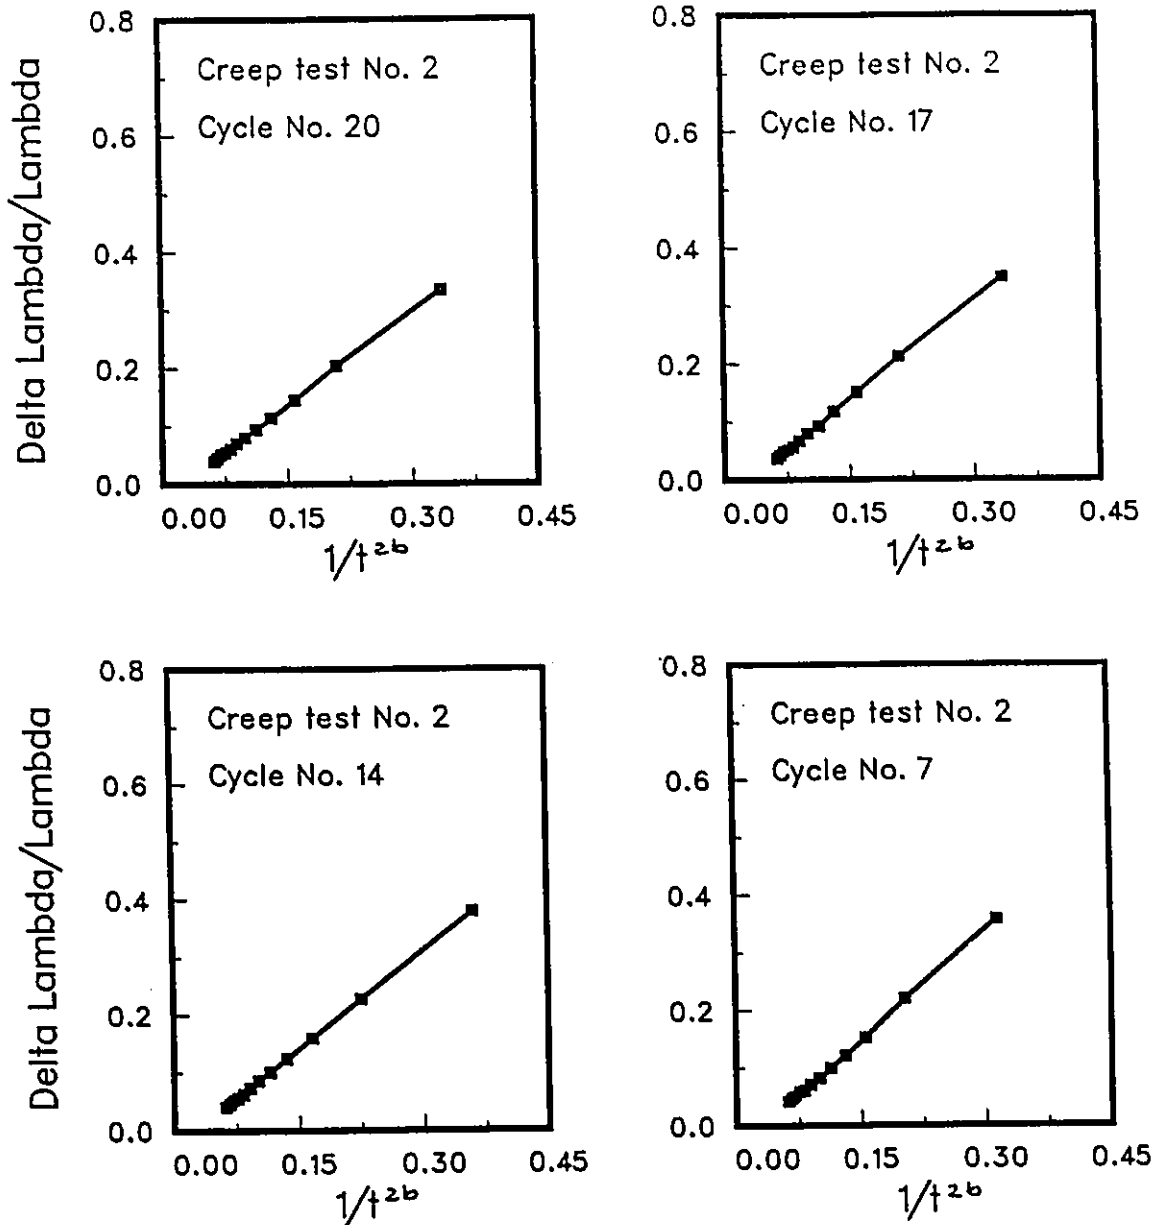 Delta Lambda/Lambda
0.8
0.6
0.4
0.2
0.0
Creep test No. 2
Cycle No. 20
0.00 0.15 0.30 0.45
1/t^2b
0.8
0.6
0.4
0.2
0.0
Creep test No. 2
Cycle No. 17
0.00 0.15 0.30 0.45
1/t^2b
Delta Lambda/Lambda
0.8
0.6
0.4
0.2
0.0
Creep test No. 2
Cycle No. 14
0.00 0.15 0.30 0.45
1/t^2b
0.8
0.6
0.4
0.2
0.0
Creep test No. 2
Cycle No. 7
0.00 0.15 0.30 0.45
1/t^2b